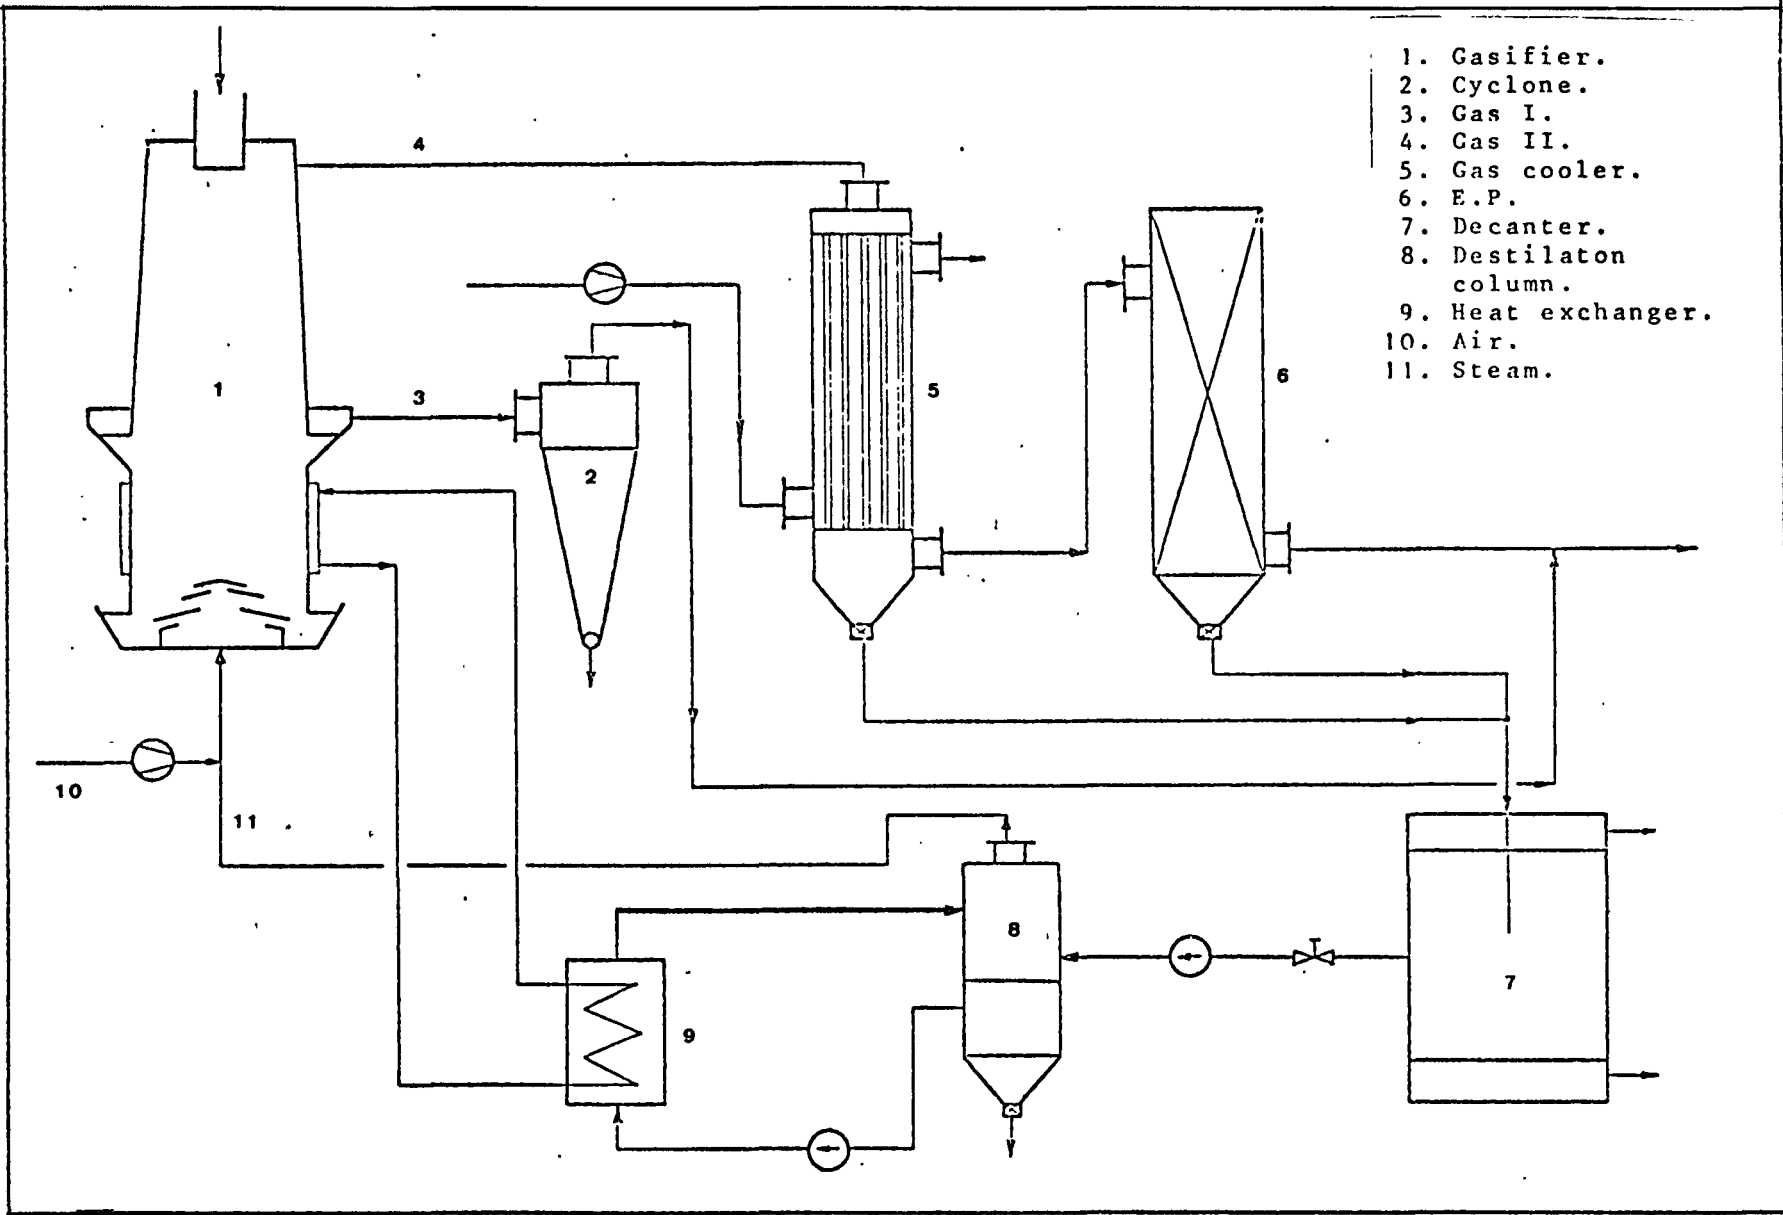 1. Gasifier.
2. Cyclone.
3. Gas I.
4. Gas II.
5. Gas cooler.
6. E.P.
7. Decanter.
8. Destilaton
column.
9. Heat exchanger.
10. Air.
11. Steam.
4
1
3
2
5
6
10
11
8
7
9